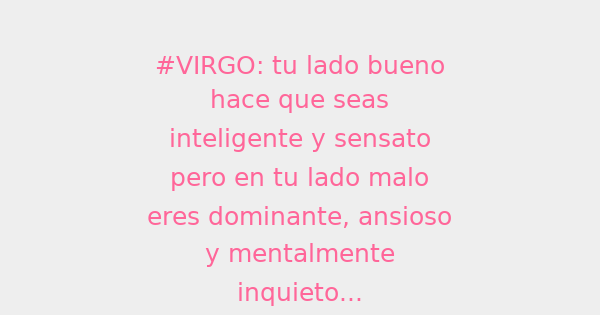 #VIRGO: tu lado bueno
hace que seas
inteligente y sensato
pero en tu lado malo
eres dominante, ansioso
y mentalmente
inquieto...